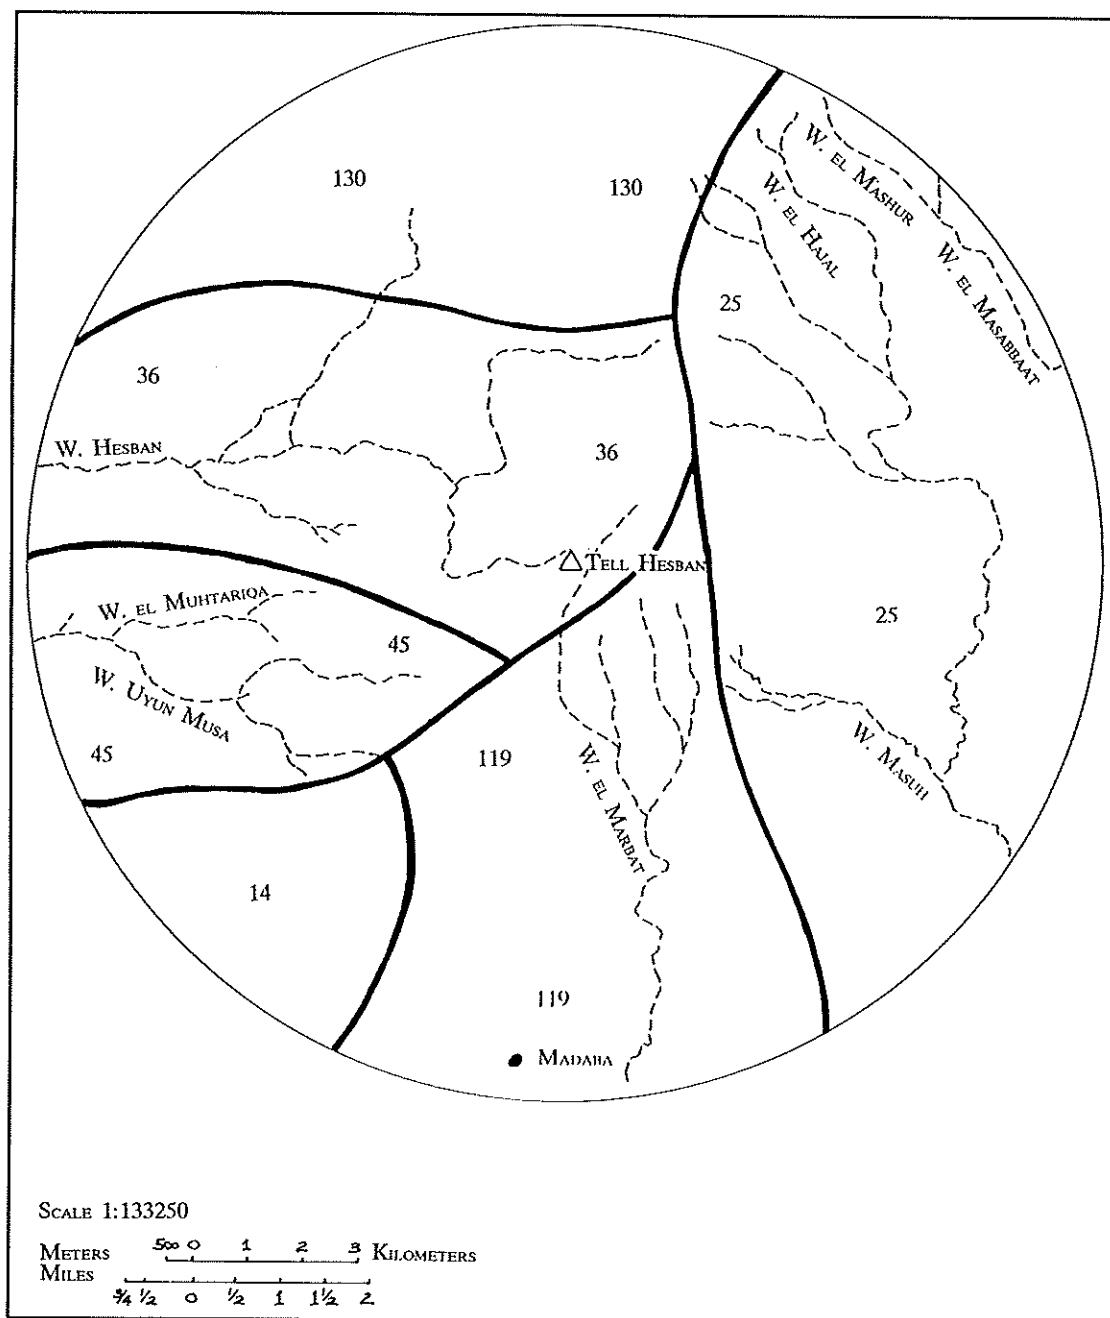 130
130
W. EL MASHUR
W. EL HAJAL
W. EL MASABBAAT
25
36
W. HESBAN
36
TELL HESBAN
W. EL MUHTARIQA
45
25
W. UYUN MUSA
45
119
W. EL MARBAT
W. MASUH
14
119
MADABA
SCALE 1:133250
METERS 500 0 1 2 3 KILOMETERS
MILES
3/4 1/2 0 1/2 1 1 1/2 2